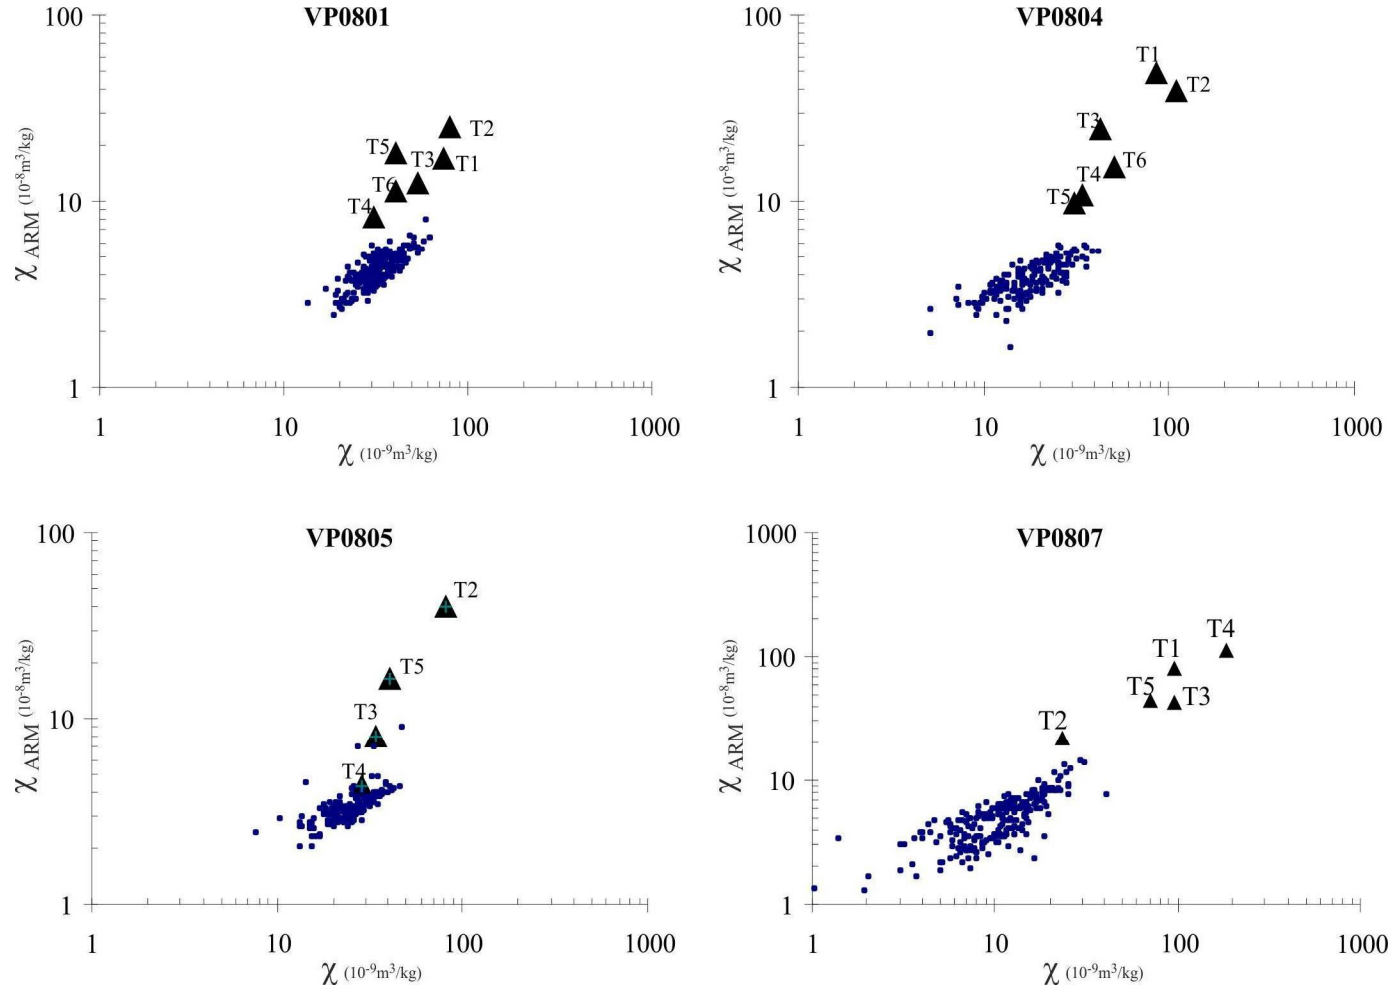 VP0801
100
10
1
1
10
100
1000
χ ARM (10-8m3/kg)
χ (10-9m3/kg)
T2
T5
T3
T1
T6
T4
VP0804
100
10
1
1
10
100
1000
χ ARM (10-8m3/kg)
χ (10-9m3/kg)
T1
T2
T3
T6
T4
T5
VP0805
100
10
1
1
10
100
1000
χ ARM (10-8m3/kg)
χ (10-9m3/kg)
T2
T5
T3
T4
VP0807
1000
100
10
1
1
10
100
1000
χ ARM (10-8m3/kg)
χ (10-9m3/kg)
T4
T1
T5
T3
T2